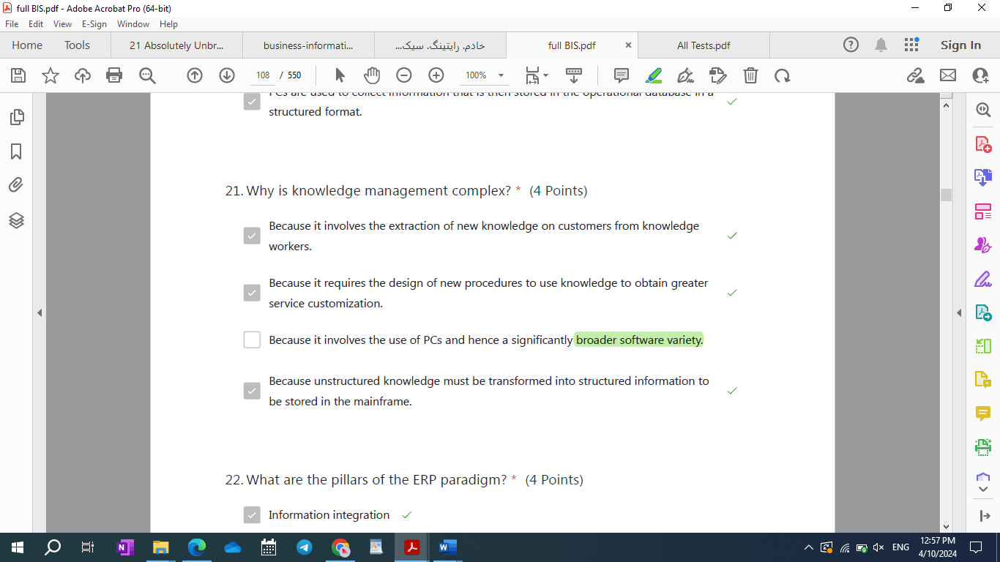 full BIS.pdf - Adobe Acrobat Pro (64-bit)
File Edit View E-Sign Window Help
Home Tools 21 Absolutely Unbr... business-informati... خادم. رایتینگ. سیک... full BIS.pdf × All Tests.pdf Sign In
108 / 550 100%
PCs are used to collect information that is then stored in the operational database in a
structured format.
21. Why is knowledge management complex? * (4 Points)
Because it involves the extraction of new knowledge on customers from knowledge
workers.
Because it requires the design of new procedures to use knowledge to obtain greater
service customization.
Because it involves the use of PCs and hence a significantly broader software variety.
Because unstructured knowledge must be transformed into structured information to
be stored in the mainframe.
22. What are the pillars of the ERP paradigm? * (4 Points)
Information integration
ENG
12:57 PM
4/10/2024